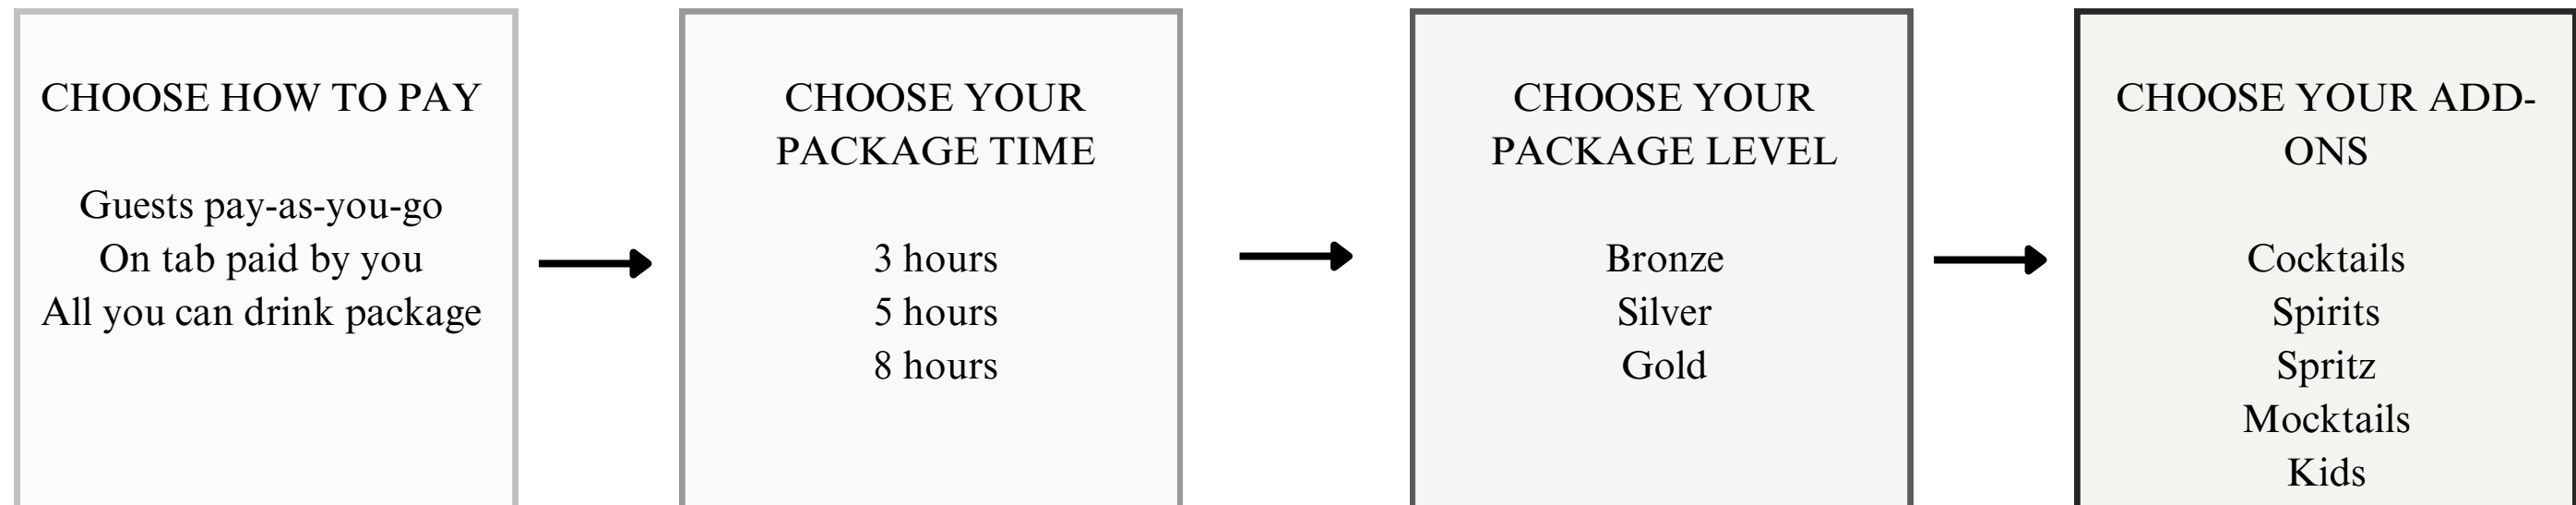 CHOOSE HOW TO PAY
Guests pay-as-you-go
On tab paid by you
All you can drink package
CHOOSE YOUR
PACKAGE TIME
3 hours
5 hours
8 hours
CHOOSE YOUR
PACKAGE LEVEL
Bronze
Silver
Gold
CHOOSE YOUR ADD-
ONS
Cocktails
Spirits
Spritz
Mocktails
Kids